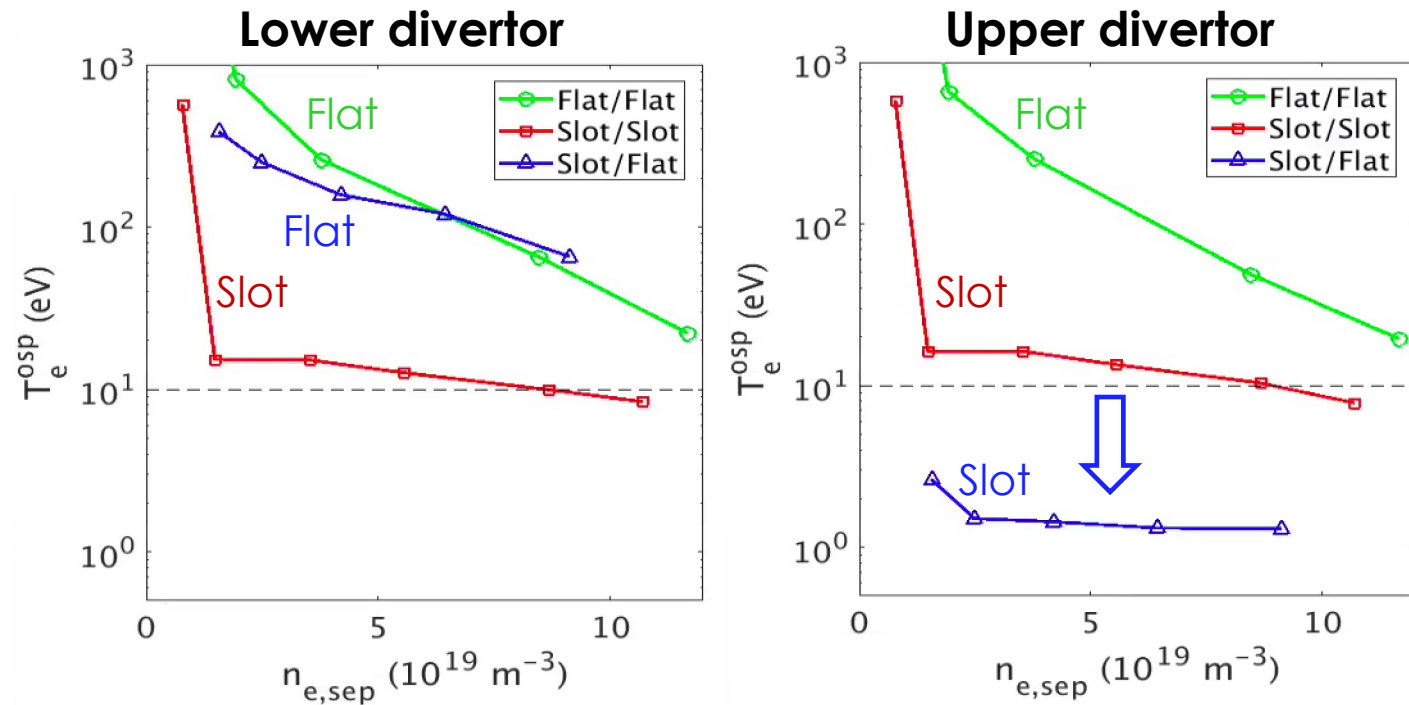 Lower divertor
10³
10²
10¹
10⁰
T_e^osp (eV)
Flat
Flat
Slot
Flat/Flat
Slot/Slot
Slot/Flat
0
5
10
n_e,sep (10¹⁹ m⁻³)
Upper divertor
10³
10²
10¹
10⁰
T_e^osp (eV)
Flat
Slot
Slot
Flat/Flat
Slot/Slot
Slot/Flat
0
5
10
n_e,sep (10¹⁹ m⁻³)